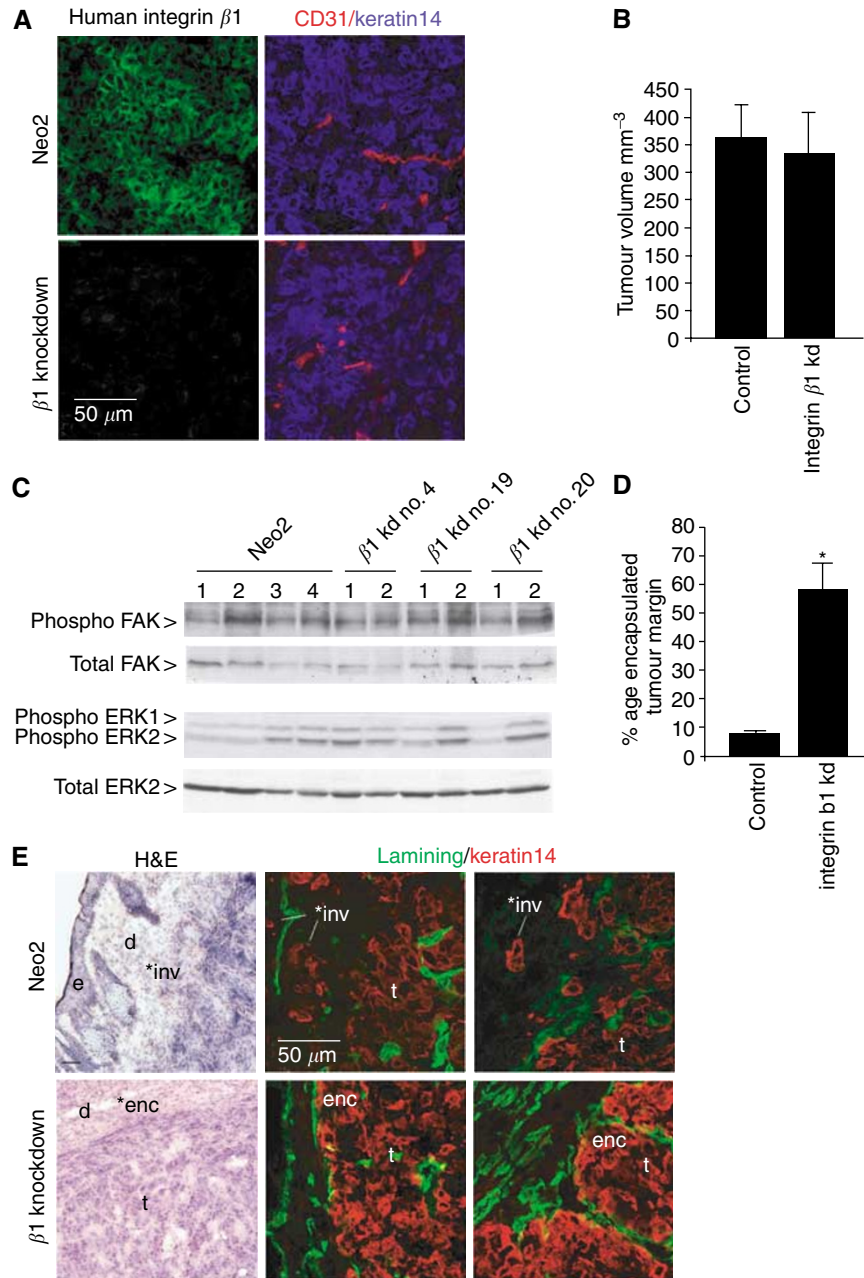 A
Human integrin β1
CD31/keratin14
Neo2
β1 knockdown
50 μm
B
Tumour volume mm–3
450
400
350
300
250
200
150
100
50
0
Control
Integrin β1 kd
C
Neo2
β1 kd no. 4
β1 kd no. 19
β1 kd no. 20
1 2 3 4 1 2 1 2 1 2
Phospho FAK >
Total FAK >
Phospho ERK1 >
Phospho ERK2 >
Total ERK2 >
D
% age encapsulated
tumour margin
80
70
60
50
40
30
20
10
0
*
Control
integrin b1 kd
E
H&E
Lamining/keratin14
Neo2
d
*inv
e
*inv
t
50 μm
*inv
t
β1 knockdown
d
*enc
t
enc
t
enc
t